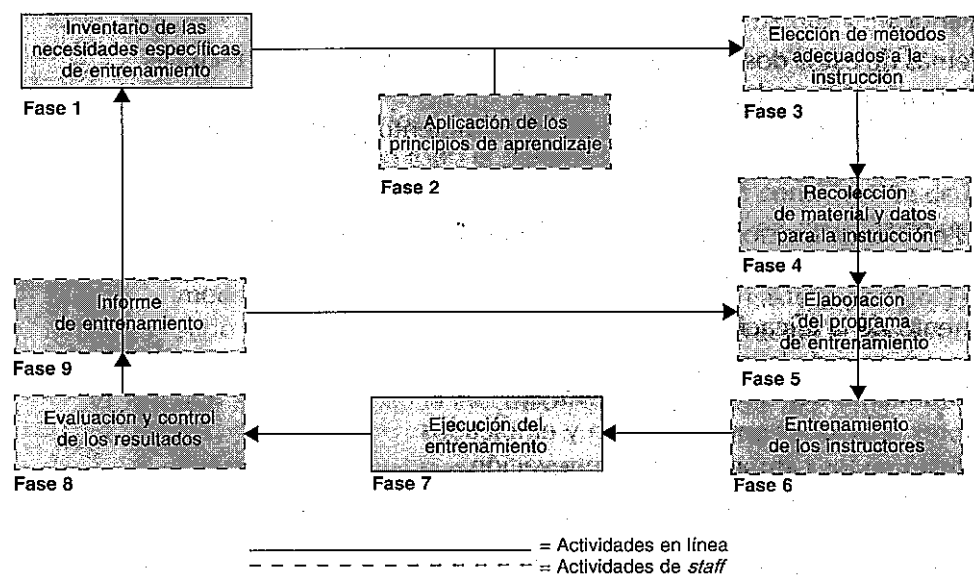 Inventario de las
necesidades específicas
de entrenamiento
Fase 1
Aplicación de los
principios de aprendizaje
Fase 2
Elección de métodos
adecuados a la
instrucción
Fase 3
Recolección
de material y datos
para la instrucción
Fase 4
Elaboración
del programa
de entrenamiento
Fase 5
Entrenamiento
de los instructores
Fase 6
Ejecución del
entrenamiento
Fase 7
Evaluación y control
de los resultados
Fase 8
Informe
de entrenamiento
Fase 9
= Actividades en línea
= Actividades de staff